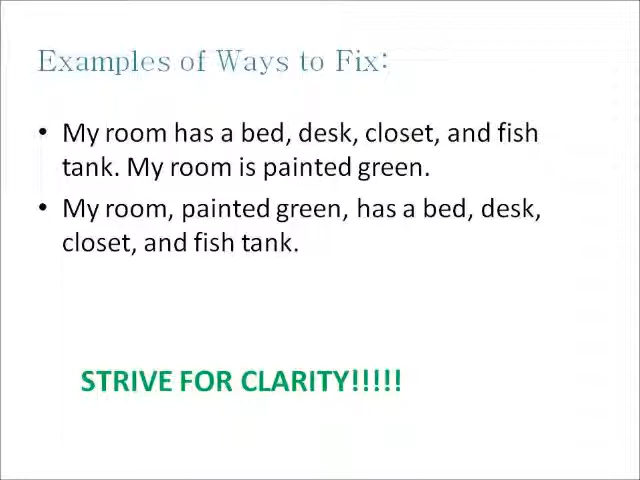 Examples of Ways to Fix:
• My room has a bed, desk, closet, and fish
tank. My room is painted green.
• My room, painted green, has a bed, desk,
closet, and fish tank.
STRIVE FOR CLARITY!!!!!